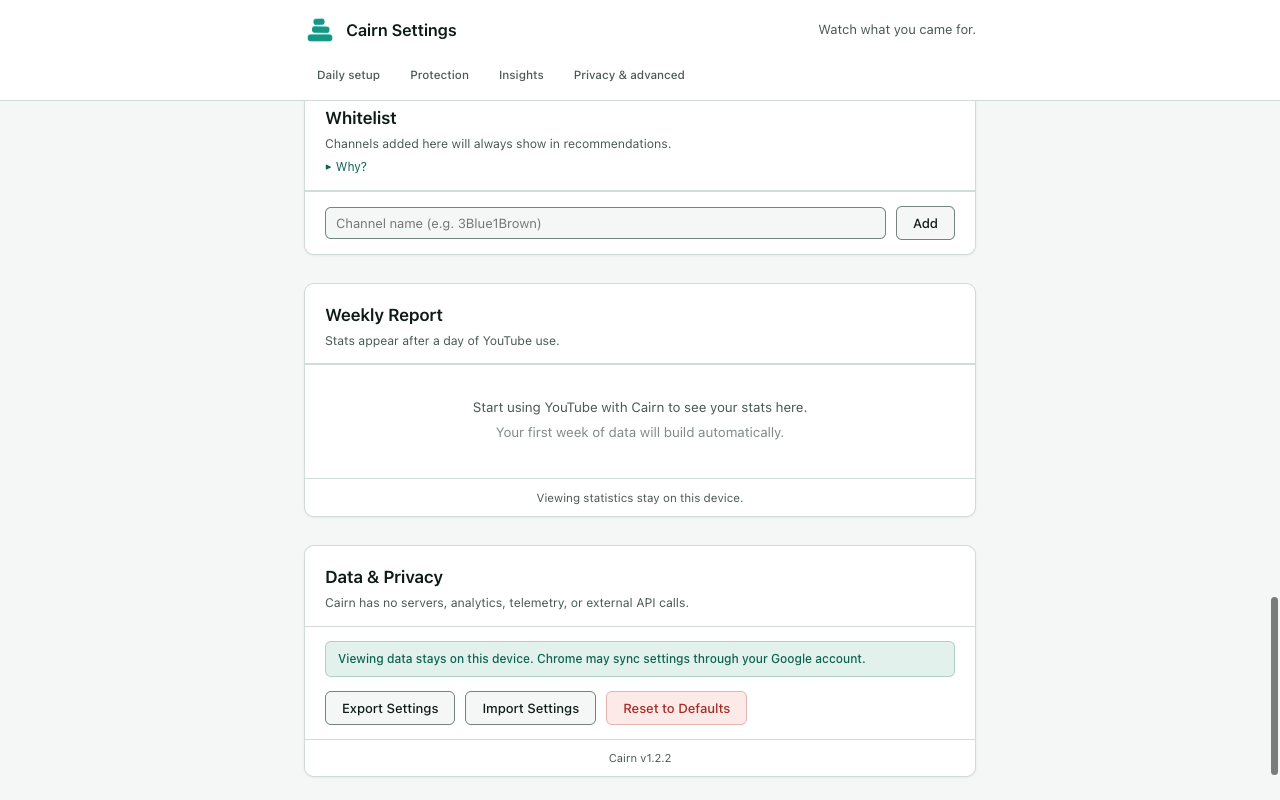 Cairn Settings
Watch what you came for.
Daily setup
Protection
Insights
Privacy & advanced
Whitelist
Channels added here will always show in recommendations.
Why?
Channel name (e.g. 3Blue1Brown)
Add
Weekly Report
Stats appear after a day of YouTube use.
Start using YouTube with Cairn to see your stats here.
Your first week of data will build automatically.
Viewing statistics stay on this device.
Data & Privacy
Cairn has no servers, analytics, telemetry, or external API calls.
Viewing data stays on this device. Chrome may sync settings through your Google account.
Export Settings
Import Settings
Reset to Defaults
Cairn v1.2.2